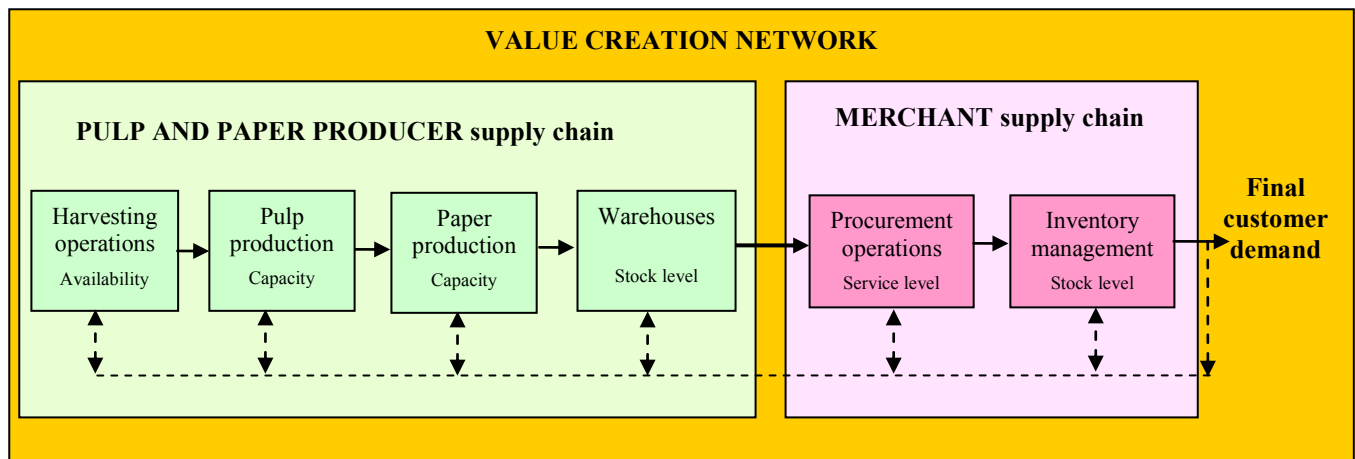 VALUE CREATION NETWORK
PULP AND PAPER PRODUCER supply chain
Harvesting
operations
Availability
Pulp
production
Capacity
Paper
production
Capacity
Warehouses
Stock level
MERCHANT supply chain
Procurement
operations
Service level
Inventory
management
Stock level
Final
customer
demand